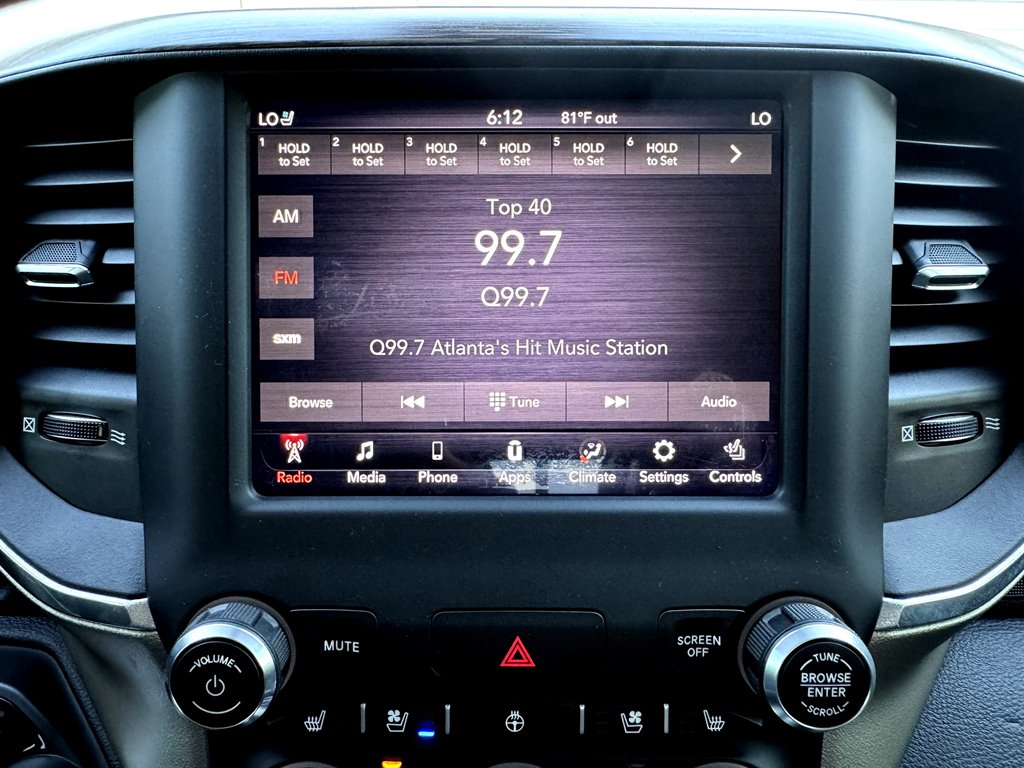 LO 6:12 81°F out LO
1 HOLD to Set 2 HOLD to Set 3 HOLD to Set 4 HOLD to Set 5 HOLD to Set 6 HOLD to Set
AM
Top 40
99.7
FM
Q99.7
sxm
Q99.7 Atlanta's Hit Music Station
Browse Tune Audio
Radio Media Phone Apps Climate Settings Controls
VOLUME
MUTE
SCREEN
OFF
TUNE
BROWSE
ENTER
SCROLL